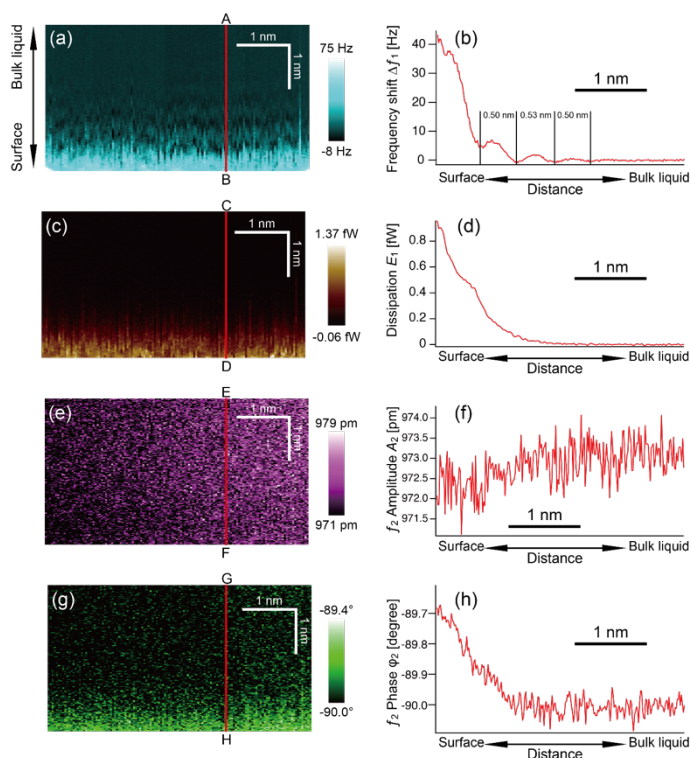 A
(a)
Bulk liquid
Surface
1 nm
1 nm
75 Hz
-8 Hz
B
(b)
Frequency shift Δf₁ [Hz]
40
30
20
10
0
1 nm
0.50 nm
0.53 nm
0.50 nm
Surface
Bulk liquid
Distance
C
(c)
1 nm
1 nm
1.37 fW
-0.06 fW
D
(d)
Dissipation E₁ [fW]
0.8
0.6
0.4
0.2
0
1 nm
Surface
Bulk liquid
Distance
E
(e)
1 nm
1 nm
979 pm
971 pm
F
(f)
f₂ Amplitude A₂ [pm]
974.0
973.5
973.0
972.5
972.0
971.5
1 nm
Surface
Bulk liquid
Distance
G
(g)
1 nm
1 nm
-89.4°
-90.0°
H
(h)
f₂ Phase φ₂ [degree]
-89.7
-89.8
-89.9
-90.0
1 nm
Surface
Bulk liquid
Distance